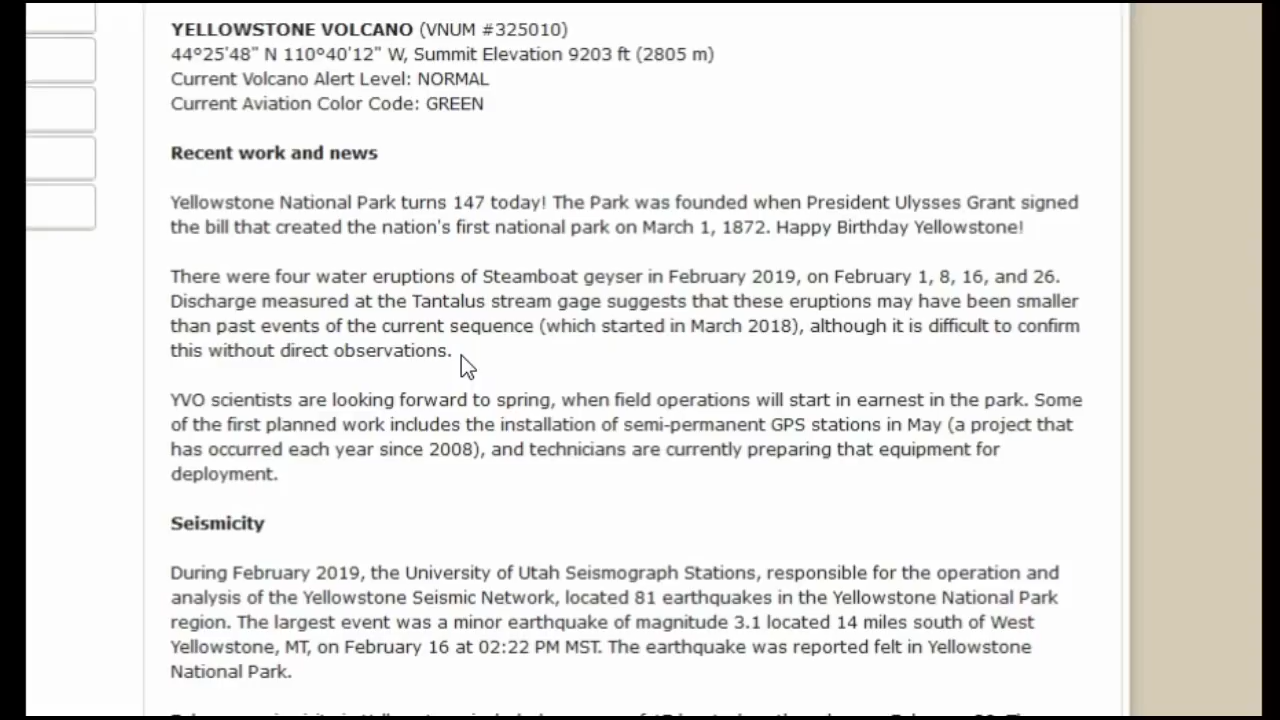 YELLOWSTONE VOLCANO (VNUM #325010)
44°25'48" N 110°40'12" W, Summit Elevation 9203 ft (2805 m)
Current Volcano Alert Level: NORMAL
Current Aviation Color Code: GREEN
Recent work and news
Yellowstone National Park turns 147 today! The Park was founded when President Ulysses Grant signed
the bill that created the nation's first national park on March 1, 1872. Happy Birthday Yellowstone!
There were four water eruptions of Steamboat geyser in February 2019, on February 1, 8, 16, and 26.
Discharge measured at the Tantalus stream gage suggests that these eruptions may have been smaller
than past events of the current sequence (which started in March 2018), although it is difficult to confirm
this without direct observations.
YVO scientists are looking forward to spring, when field operations will start in earnest in the park. Some
of the first planned work includes the installation of semi-permanent GPS stations in May (a project that
has occurred each year since 2008), and technicians are currently preparing that equipment for
deployment.
Seismicity
During February 2019, the University of Utah Seismograph Stations, responsible for the operation and
analysis of the Yellowstone Seismic Network, located 81 earthquakes in the Yellowstone National Park
region. The largest event was a minor earthquake of magnitude 3.1 located 14 miles south of West
Yellowstone, MT, on February 16 at 02:22 PM MST. The earthquake was reported felt in Yellowstone
National Park.